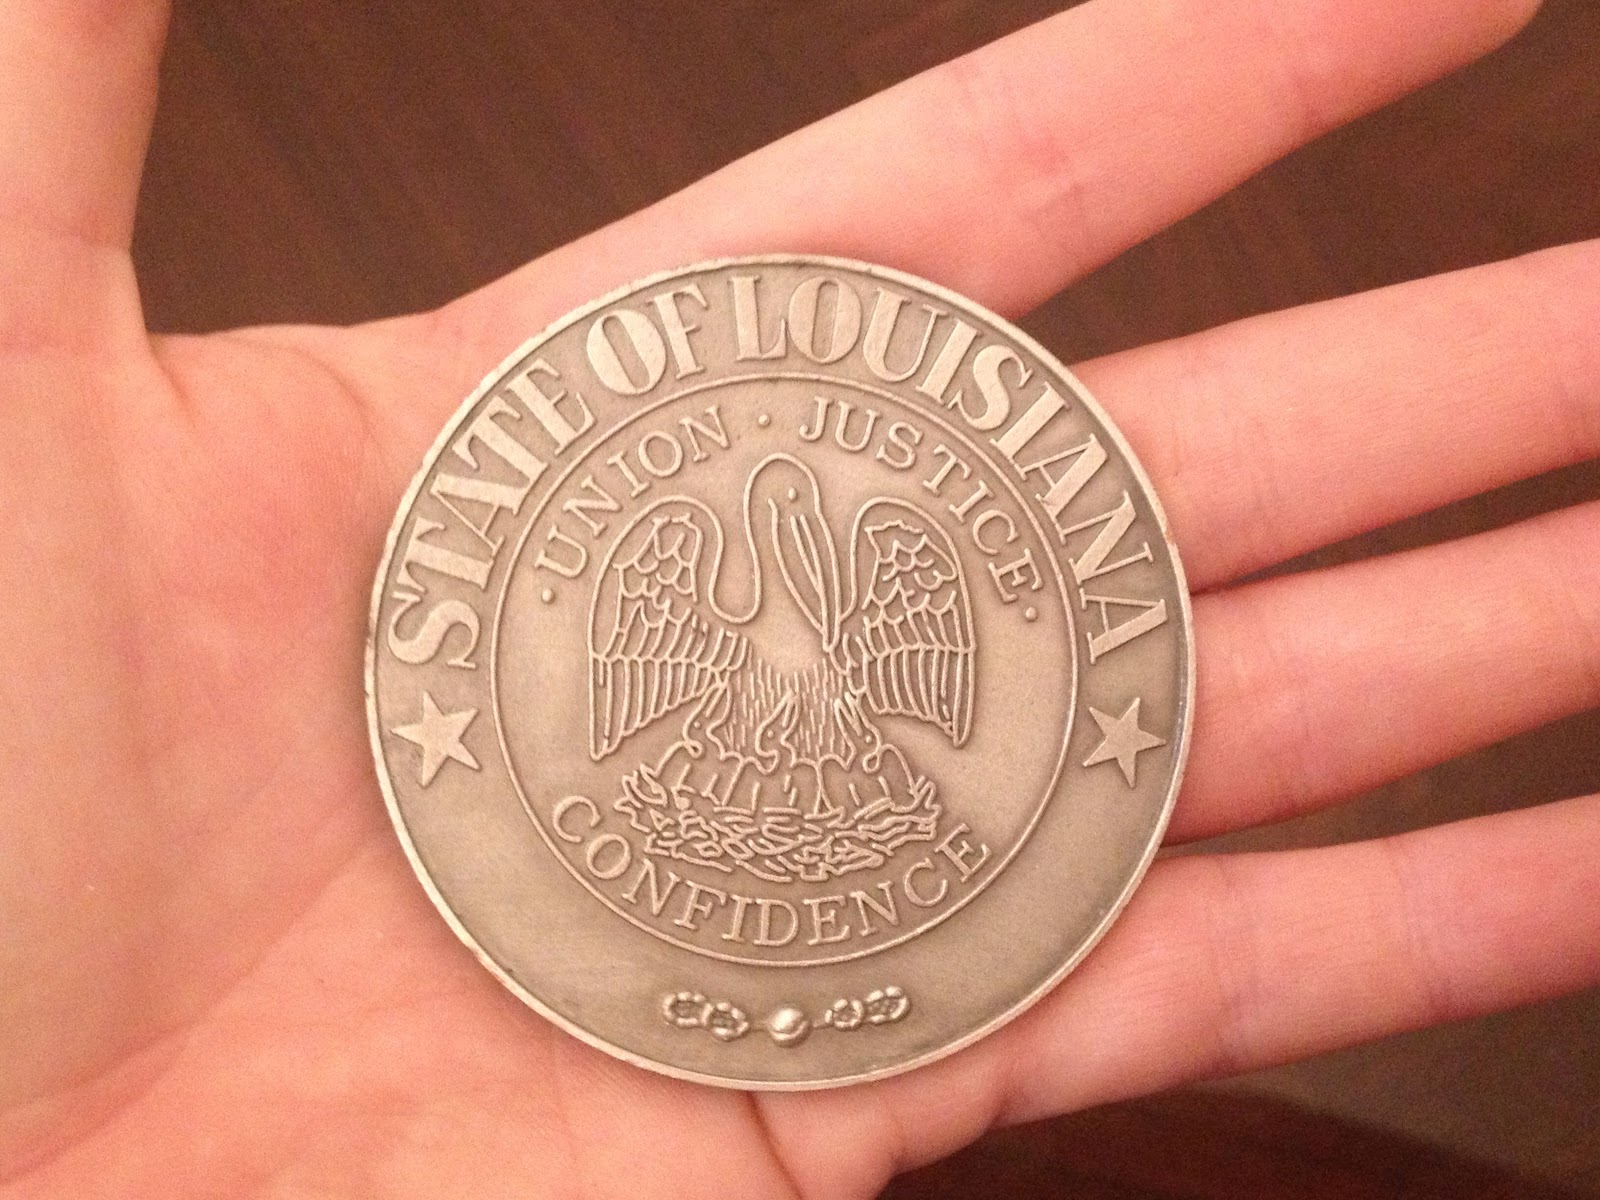 STATE OF LOUISIANA
· UNION · JUSTICE ·
CONFIDENCE